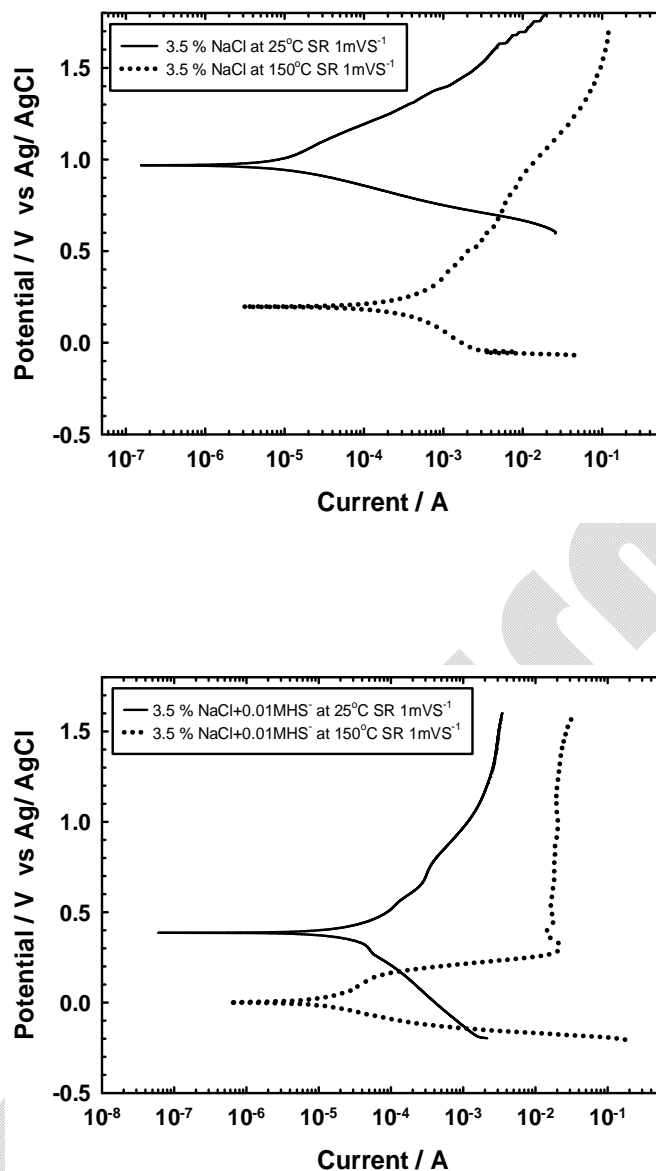 3.5 % NaCl at 25°C SR 1mVS⁻¹
3.5 % NaCl at 150°C SR 1mVS⁻¹
Potential / V vs Ag/ AgCl
1.5
1.0
0.5
0.0
-0.5
10⁻⁷ 10⁻⁶ 10⁻⁵ 10⁻⁴ 10⁻³ 10⁻² 10⁻¹
Current / A
3.5 % NaCl+0.01MHS⁻ at 25°C SR 1mVS⁻¹
3.5 % NaCl+0.01MHS⁻ at 150°C SR 1mVS⁻¹
Potential / V vs Ag/ AgCl
1.5
1.0
0.5
0.0
-0.5
10⁻⁸ 10⁻⁷ 10⁻⁶ 10⁻⁵ 10⁻⁴ 10⁻³ 10⁻² 10⁻¹
Current / A